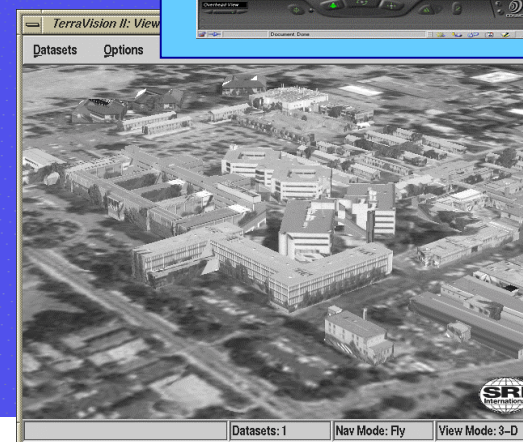 Overhead View
Document: Done
TerraVision II: View
Datasets Options
SRI
International
Datasets: 1 Nav Mode: Fly View Mode: 3-D